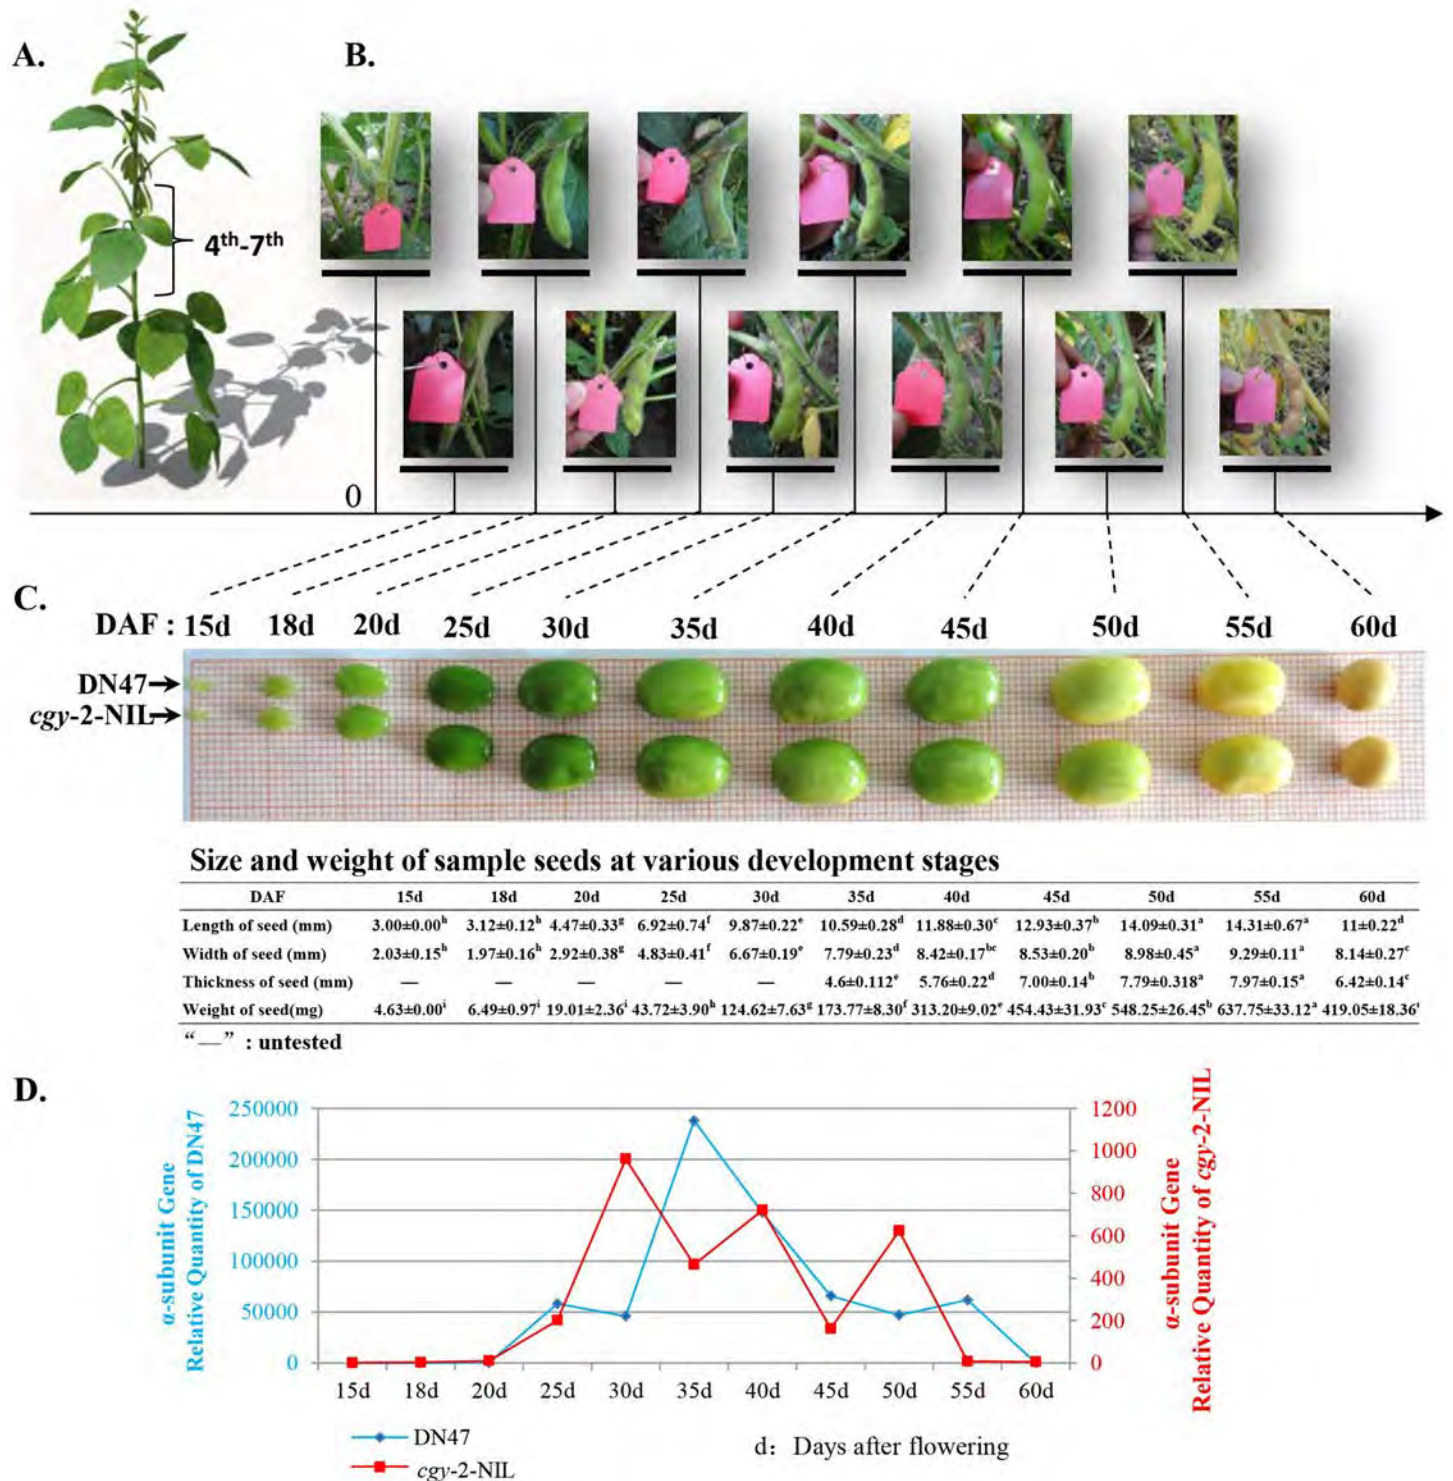 A.
B.
4th-7th
0
C.
DAF : 15d 18d 20d 25d 30d 35d 40d 45d 50d 55d 60d
DN47
cgy-2-NIL
Size and weight of sample seeds at various development stages
DAF 15d 18d 20d 25d 30d 35d 40d 45d 50d 55d 60d
Length of seed (mm) 3.00±0.00h 3.12±0.12h 4.47±0.33g 6.92±0.74f 9.87±0.22e 10.59±0.28d 11.88±0.30c 12.93±0.37b 14.09±0.31a 14.31±0.67a 11±0.22d
Width of seed (mm) 2.03±0.15h 1.97±0.16h 2.92±0.38g 4.83±0.41f 6.67±0.19e 7.79±0.23d 8.42±0.17bc 8.53±0.20b 8.98±0.45a 9.29±0.11a 8.14±0.27c
Thickness of seed (mm) — — — — — 4.6±0.112e 5.76±0.22d 7.00±0.14b 7.79±0.318a 7.97±0.15a 6.42±0.14c
Weight of seed(mg) 4.63±0.00i 6.49±0.97i 19.01±2.36i 43.72±3.90h 124.62±7.63g 173.77±8.30f 313.20±9.02e 454.43±31.93c 548.25±26.45b 637.75±33.12a 419.05±18.36
“—” : untested
D.
α-subunit Gene
Relative Quantity of DN47
250000
200000
150000
100000
50000
0
1200
1000
800
600
400
200
0
α-subunit Gene
Relative Quantity of cgy-2-NIL
15d 18d 20d 25d 30d 35d 40d 45d 50d 55d 60d
DN47
cgy-2-NIL
d: Days after flowering